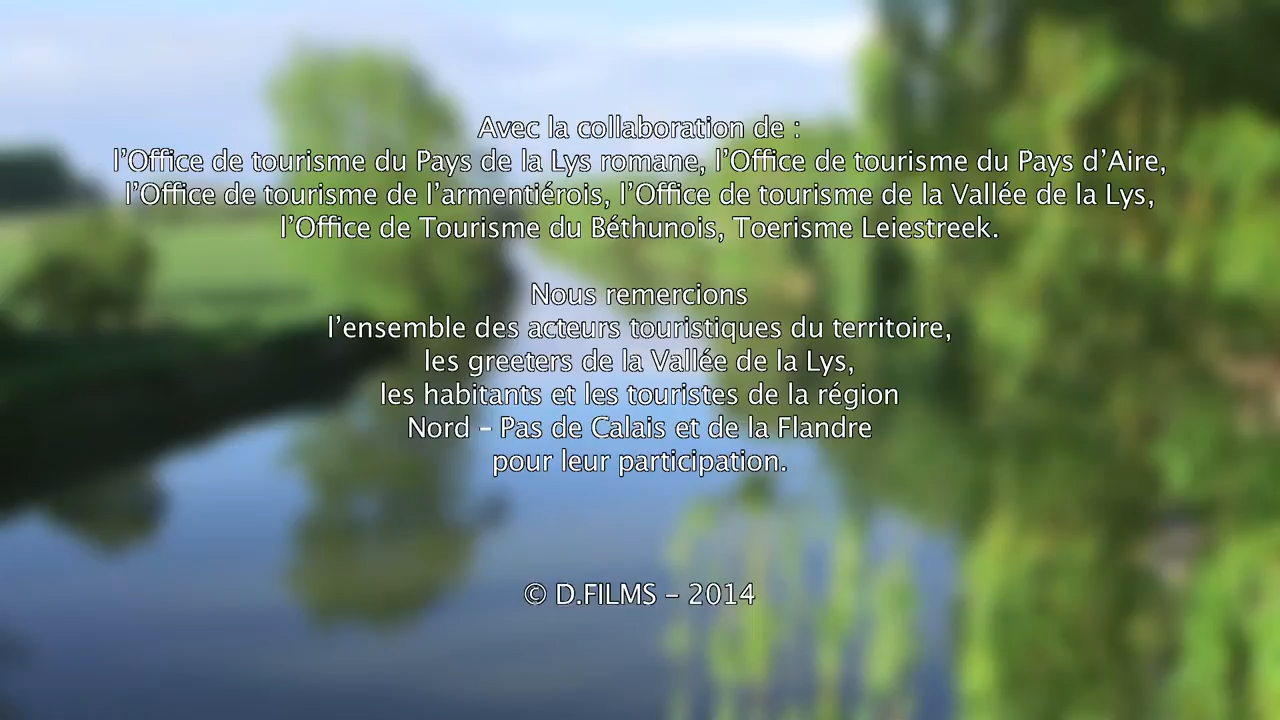 Avec la collaboration de :
l'Office de tourisme du Pays de la Lys romane, l'Office de tourisme du Pays d'Aire,
l'Office de tourisme de l'armentiérois, l'Office de tourisme de la Vallée de la Lys,
l'Office de Tourisme du Béthunois, Toerisme Leiestreek.
Nous remercions
l'ensemble des acteurs touristiques du territoire,
les greeters de la Vallée de la Lys,
les habitants et les touristes de la région
Nord - Pas de Calais et de la Flandre
pour leur participation.
© D.FILMS - 2014